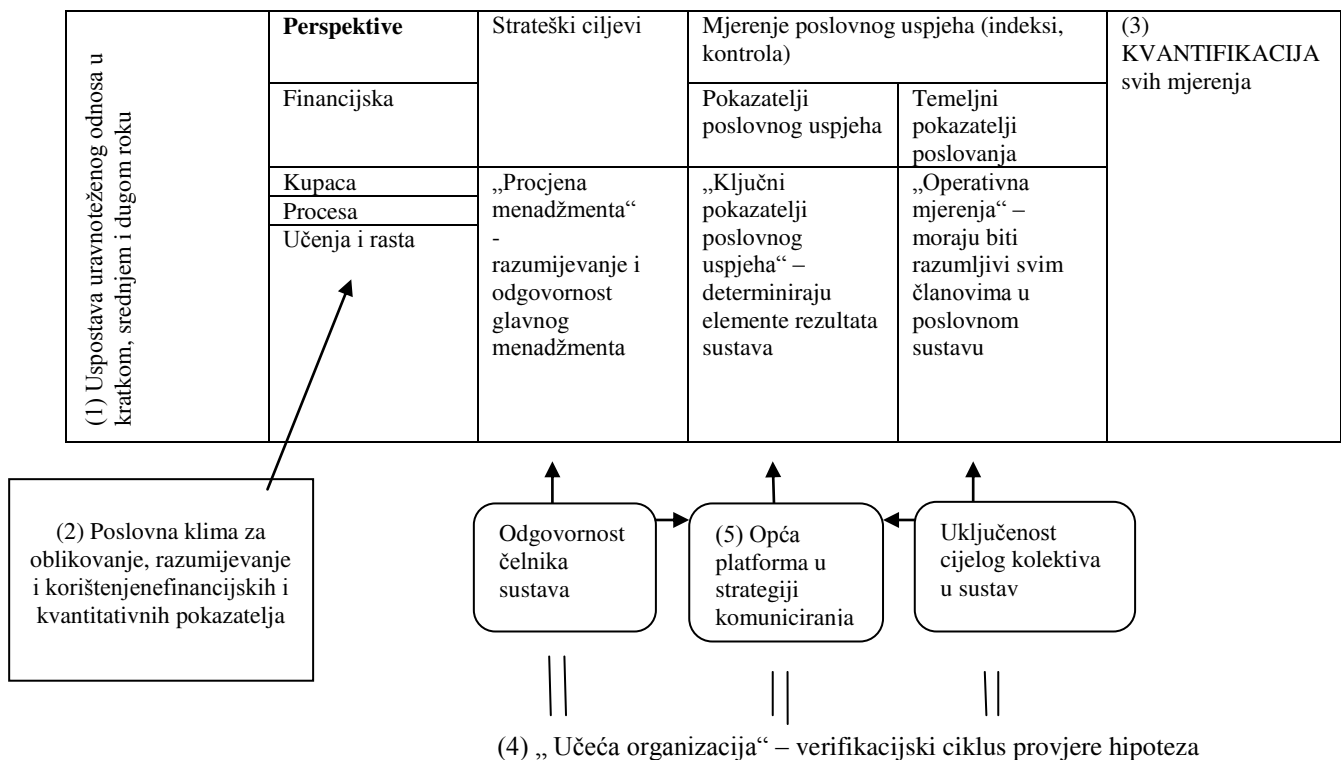 (1) Uspostava uravnoteženog odnosa u
kratkom, srednjem i dugom roku
Perspektive
Strateški ciljevi
Mjerenje poslovnog uspjeha (indeksi,
kontrola)
(3)
KVANTIFIKACIJA
svih mjerenja
Financijska
Pokazatelji
poslovnog uspjeha
Temeljni
pokazatelji
poslovanja
Kupaca
Procesa
Učenja i rasta
„Procjena
menadžmenta“
-
razumijevanje i
odgovornost
glavnog
menadžmenta
„Ključni
pokazatelji
poslovnog
uspjeha“ –
determiniraju
elemente rezultata
sustava
„Operativna
mjerenja“ –
moraju biti
razumljivi svim
članovima u
poslovnom
sustavu
(2) Poslovna klima za
oblikovanje, razumijevanje
i korištenjenefinancijskih i
kvantitativnih pokazatelja
Odgovornost
čelnika
sustava
(5) Opća
platforma u
strategiji
komuniciranja
Uključenost
cijelog kolektiva
u sustav
(4) „ Učeća organizacija“ – verifikacijski ciklus provjere hipoteza